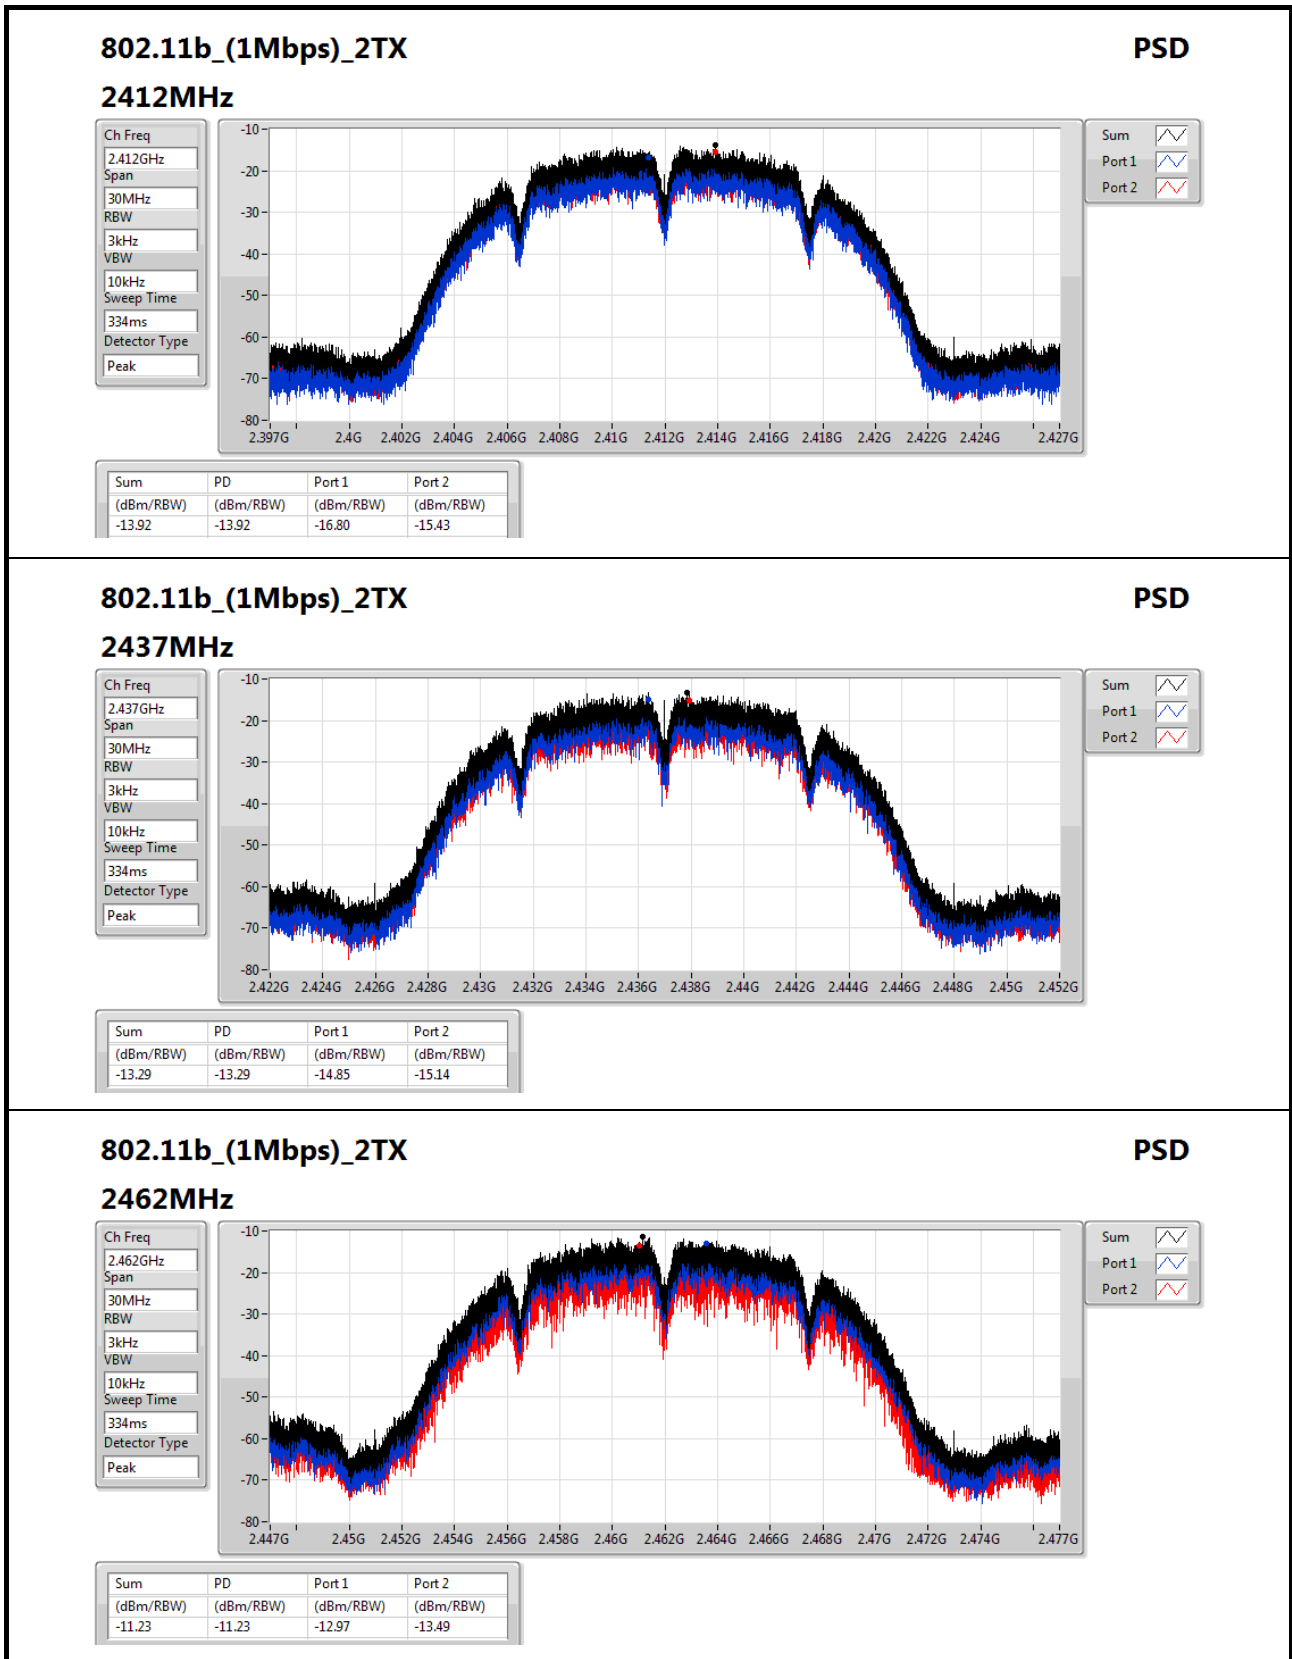 802.11b_(1Mbps)_2TX PSD
2412MHz
Ch Freq
2.412GHz
Span
30MHz
RBW
3kHz
VBW
10kHz
Sweep Time
334ms
Detector Type
Peak
-10
-20
-30
-40
-50
-60
-70
-80
2.397G 2.4G 2.402G 2.404G 2.406G 2.408G 2.41G 2.412G 2.414G 2.416G 2.418G 2.42G 2.422G 2.424G 2.427G
Sum
Port 1
Port 2
Sum PD Port 1 Port 2
(dBm/RBW) (dBm/RBW) (dBm/RBW) (dBm/RBW)
-13.92 -13.92 -16.80 -15.43
802.11b_(1Mbps)_2TX PSD
2437MHz
Ch Freq
2.437GHz
Span
30MHz
RBW
3kHz
VBW
10kHz
Sweep Time
334ms
Detector Type
Peak
-10
-20
-30
-40
-50
-60
-70
-80
2.422G 2.424G 2.426G 2.428G 2.43G 2.432G 2.434G 2.436G 2.438G 2.44G 2.442G 2.444G 2.446G 2.448G 2.45G 2.452G
Sum
Port 1
Port 2
Sum PD Port 1 Port 2
(dBm/RBW) (dBm/RBW) (dBm/RBW) (dBm/RBW)
-13.29 -13.29 -14.85 -15.14
802.11b_(1Mbps)_2TX PSD
2462MHz
Ch Freq
2.462GHz
Span
30MHz
RBW
3kHz
VBW
10kHz
Sweep Time
334ms
Detector Type
Peak
-10
-20
-30
-40
-50
-60
-70
-80
2.447G 2.45G 2.452G 2.454G 2.456G 2.458G 2.46G 2.462G 2.464G 2.466G 2.468G 2.47G 2.472G 2.474G 2.477G
Sum
Port 1
Port 2
Sum PD Port 1 Port 2
(dBm/RBW) (dBm/RBW) (dBm/RBW) (dBm/RBW)
-11.23 -11.23 -12.97 -13.49